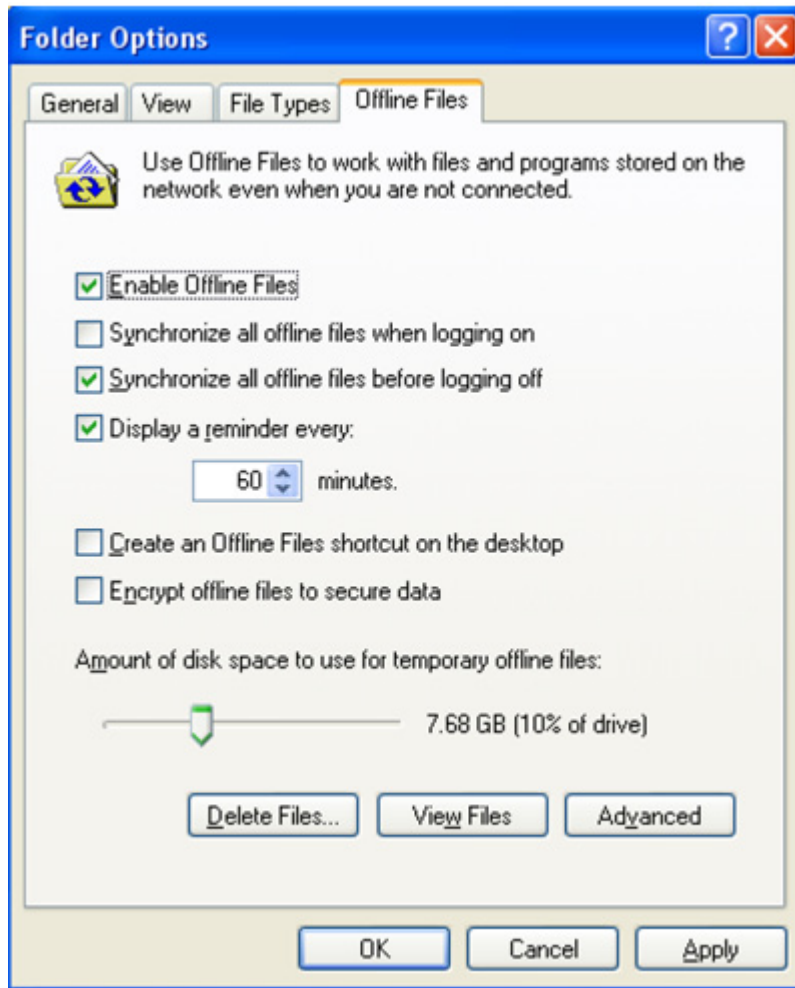 Folder Options
?
General View File Types Offline Files
Use Offline Files to work with files and programs stored on the
network even when you are not connected.
Enable Offline Files
Synchronize all offline files when logging on
Synchronize all offline files before logging off
Display a reminder every:
60 minutes.
Create an Offline Files shortcut on the desktop
Encrypt offline files to secure data
Amount of disk space to use for temporary offline files:
7.68 GB (10% of drive)
Delete Files... View Files Advanced
OK Cancel Apply